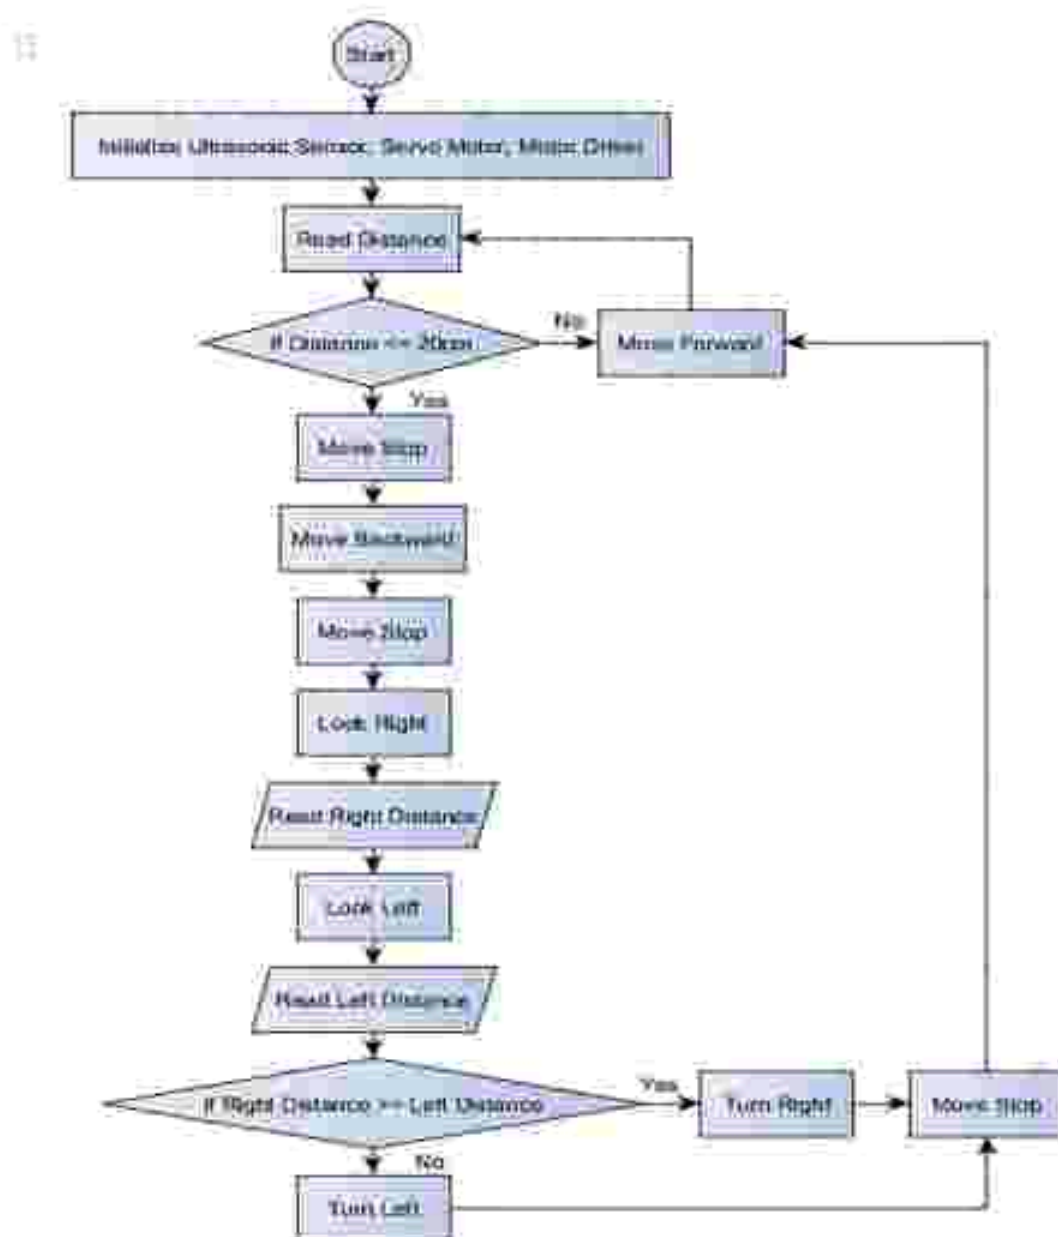 Start
Initialize Ultrasonic Sensor, Servo Motor, Motor Driver
Read Distance
If Distance <= 20cm
No
Move Forward
Yes
Move Stop
Move Backward
Move Stop
Look Right
Read Right Distance
Look Left
Read Left Distance
If Right Distance >= Left Distance
Yes
Turn Right
Move Stop
No
Turn Left